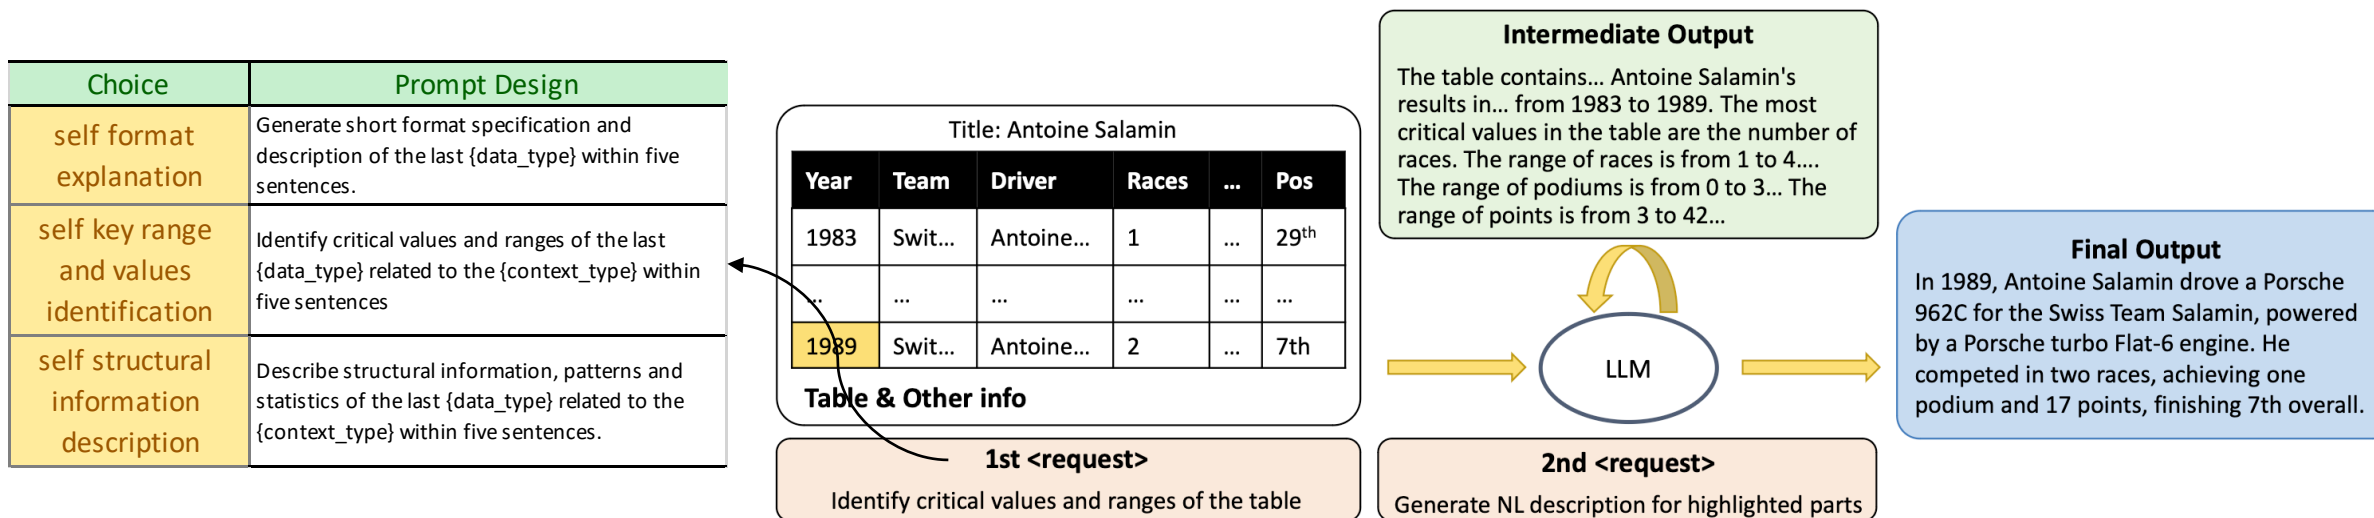 Choice
Prompt Design
self format
explanation
Generate short format specification and
description of the last {data_type} within five
sentences.
self key range
and values
identification
Identify critical values and ranges of the last
{data_type} related to the {context_type} within
five sentences
self structural
information
description
Describe structural information, patterns and
statistics of the last {data_type} related to the
{context_type} within five sentences.
Title: Antoine Salamin
Year Team Driver Races ... Pos
1983 Swit... Antoine... 1 ... 29th
... ... ... ... ... ...
1989 Swit... Antoine... 2 ... 7th
Table & Other info
1st <request>
Identify critical values and ranges of the table
Intermediate Output
The table contains... Antoine Salamin's
results in... from 1983 to 1989. The most
critical values in the table are the number of
races. The range of races is from 1 to 4....
The range of podiums is from 0 to 3... The
range of points is from 3 to 42...
LLM
2nd <request>
Generate NL description for highlighted parts
Final Output
In 1989, Antoine Salamin drove a Porsche
962C for the Swiss Team Salamin, powered
by a Porsche turbo Flat-6 engine. He
competed in two races, achieving one
podium and 17 points, finishing 7th overall.